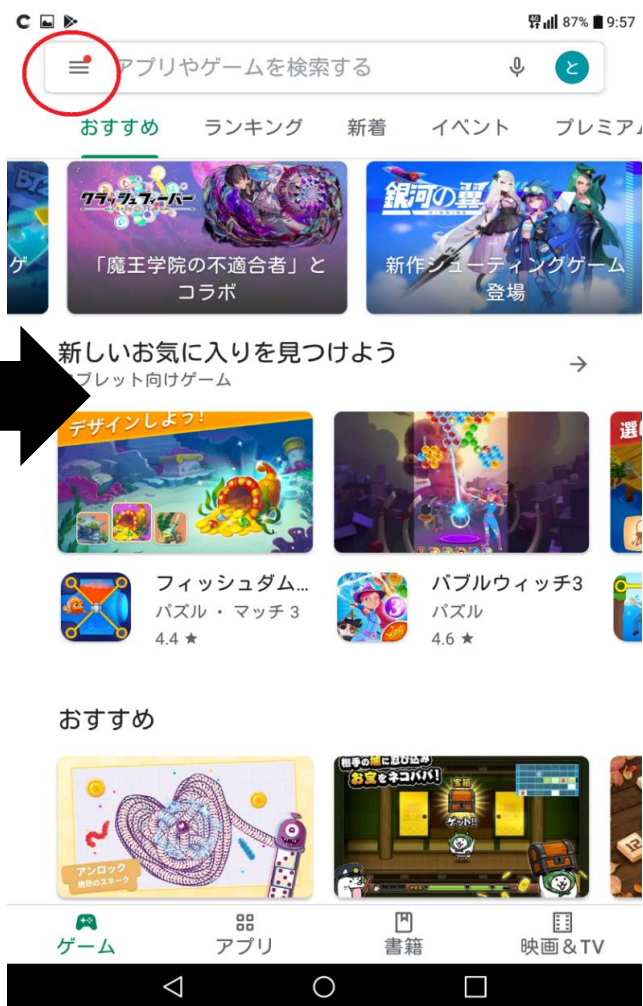 87% 9:57
アプリやゲームを検索する
と
おすすめ ランキング 新着 イベント プレミアム
クラッシュフィーバー
「魔王学院の不適合者」と
コラボ
銀河の翼
新作シューティングゲーム
登場
ゲ
新しいお気に入りを見つけよう
ブレット向けゲーム
デザインしよう!
フィッシュダム...
パズル・マッチ 3
4.4 ★
バブルウィッチ3
パズル
4.6 ★
おすすめ
アンロック
相手の城に忍び込み
お宝をネコババ!
宝箱
ゲット!!
12
ゲーム
アプリ
書籍
映画&TV